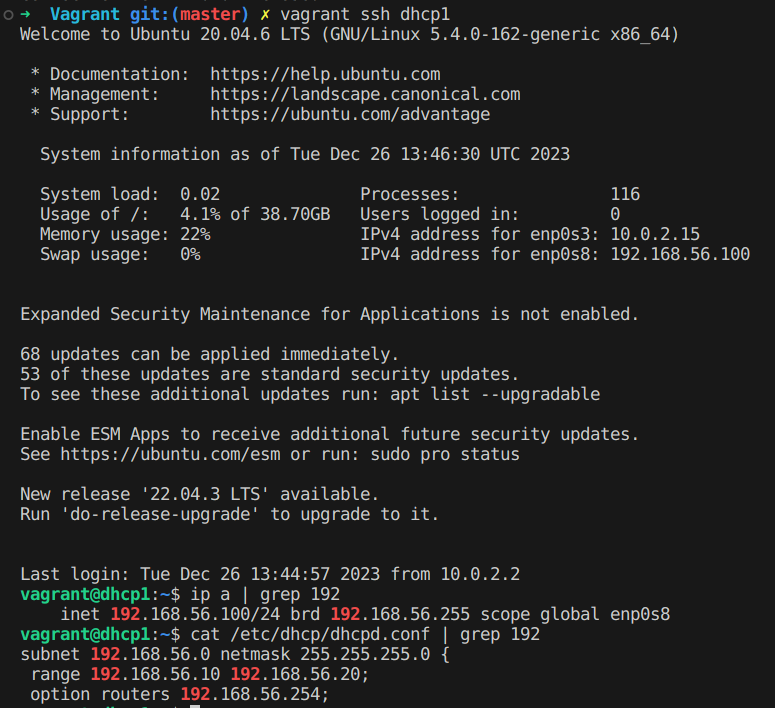 ➜  Vagrant git:(master) ✗ vagrant ssh dhcp1
Welcome to Ubuntu 20.04.6 LTS (GNU/Linux 5.4.0-162-generic x86_64)

 * Documentation:  https://help.ubuntu.com
 * Management:     https://landscape.canonical.com
 * Support:        https://ubuntu.com/advantage

  System information as of Tue Dec 26 13:46:30 UTC 2023

  System load:  0.02              Processes:               116
  Usage of /:   4.1% of 38.70GB   Users logged in:         0
  Memory usage: 22%               IPv4 address for enp0s3: 10.0.2.15
  Swap usage:   0%                IPv4 address for enp0s8: 192.168.56.100

Expanded Security Maintenance for Applications is not enabled.

68 updates can be applied immediately.
53 of these updates are standard security updates.
To see these additional updates run: apt list --upgradable

Enable ESM Apps to receive additional future security updates.
See https://ubuntu.com/esm or run: sudo pro status

New release '22.04.3 LTS' available.
Run 'do-release-upgrade' to upgrade to it.

Last login: Tue Dec 26 13:44:57 2023 from 10.0.2.2
vagrant@dhcp1:~$ ip a | grep 192
    inet 192.168.56.100/24 brd 192.168.56.255 scope global enp0s8
vagrant@dhcp1:~$ cat /etc/dhcp/dhcpd.conf | grep 192
subnet 192.168.56.0 netmask 255.255.255.0 {
 range 192.168.56.10 192.168.56.20;
 option routers 192.168.56.254;